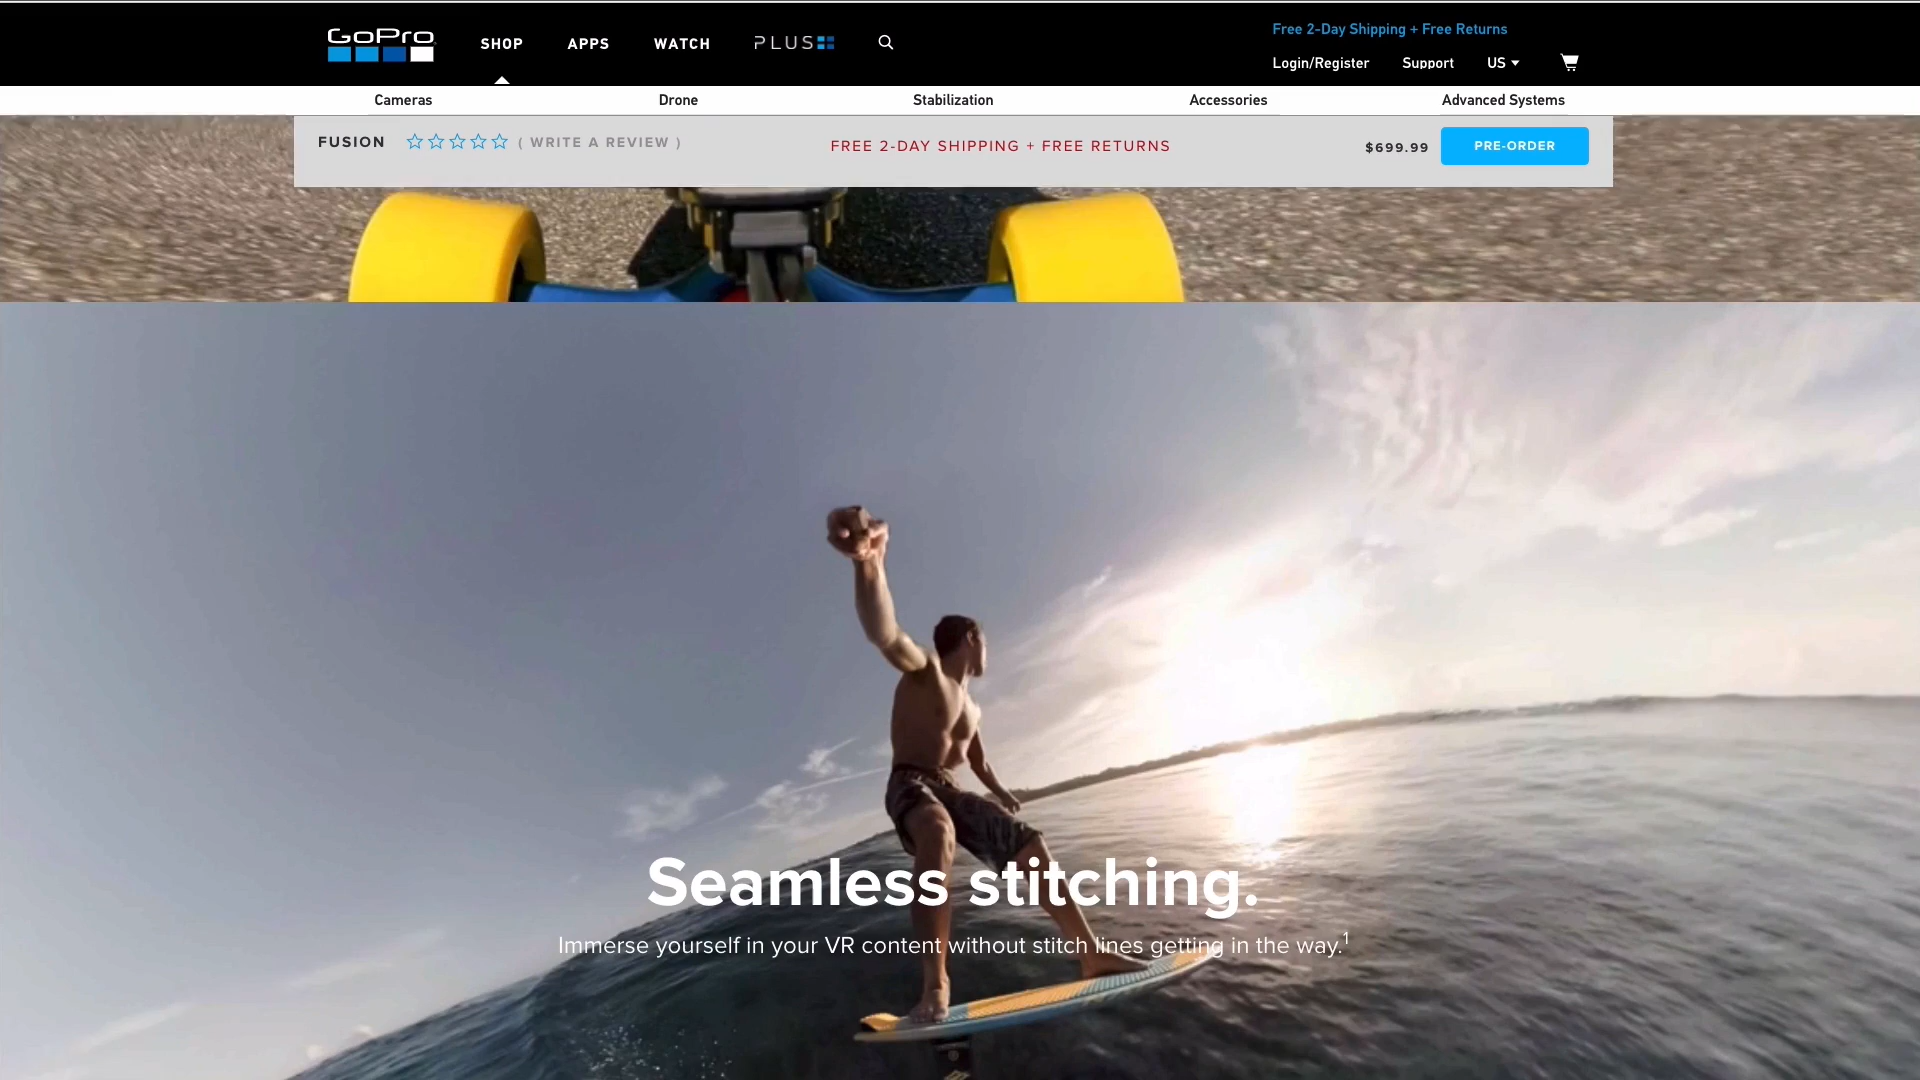 GoPro
SHOP
APPS
WATCH
PLUS
Free 2-Day Shipping + Free Returns
Login/Register
Support
US
Cameras
Drone
Stabilization
Accessories
Advanced Systems
FUSION
( WRITE A REVIEW )
FREE 2-DAY SHIPPING + FREE RETURNS
$699.99
PRE-ORDER
Seamless stitching.
Immerse yourself in your VR content without stitch lines getting in the way.1